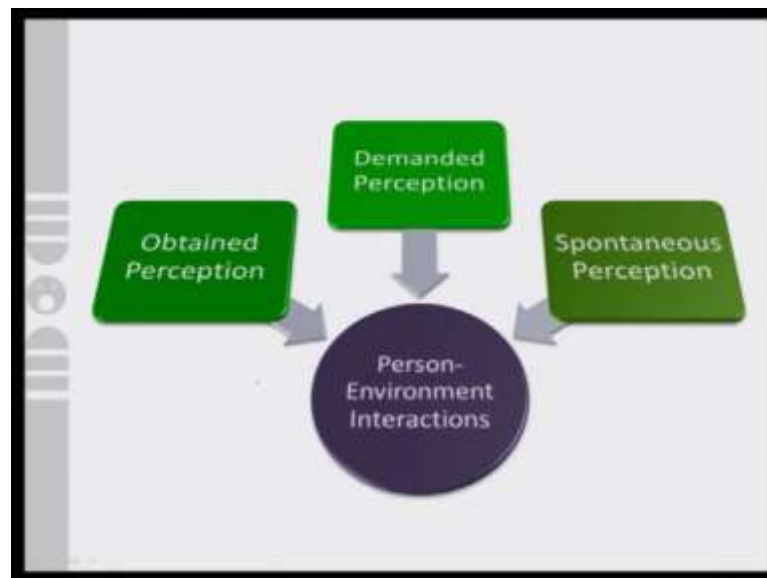 Demanded
Perception
Obtained
Perception
Spontaneous
Perception
Person-
Environment
Interactions